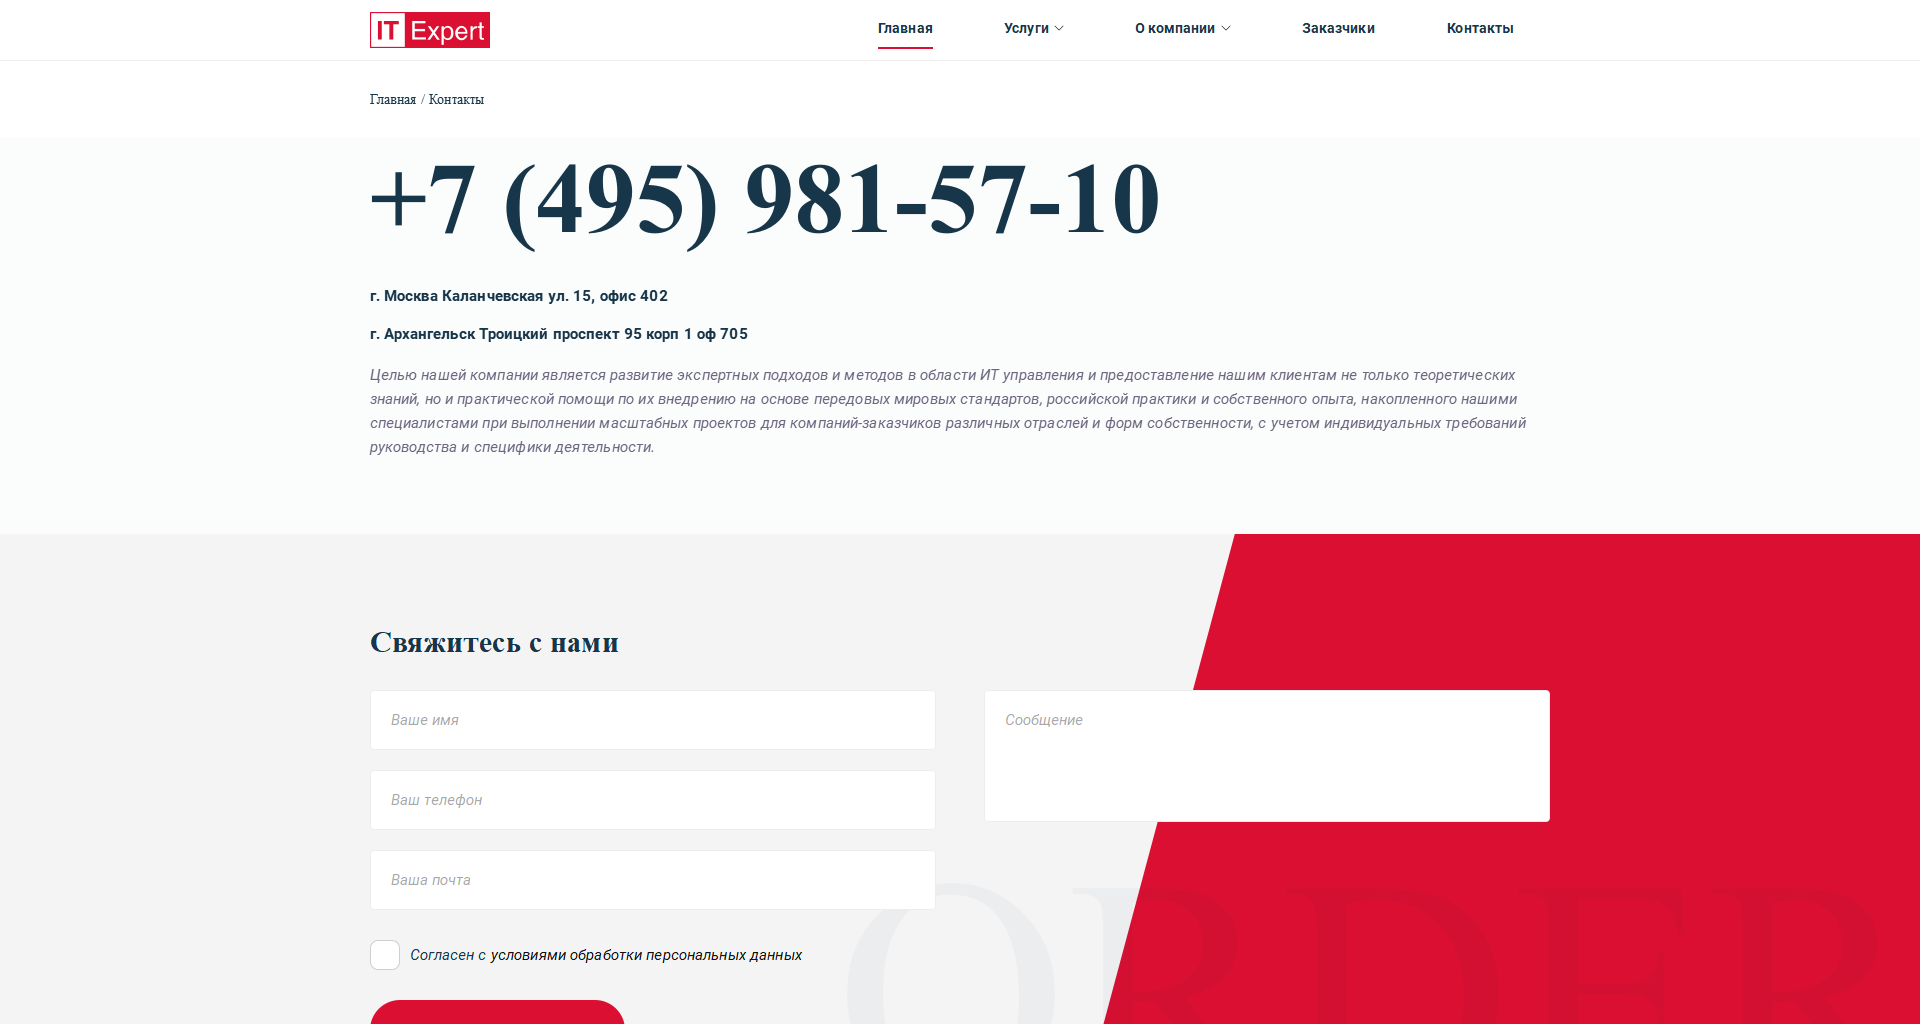 IT Expert
Главная Услуги О компании Заказчики Контакты
Главная / Контакты
+7 (495) 981-57-10
г. Москва Каланчевская ул. 15, офис 402
г. Архангельск Троицкий проспект 95 корп 1 оф 705
Целью нашей компании является развитие экспертных подходов и методов в области ИТ управления и предоставление нашим клиентам не только теоретических
знаний, но и практической помощи по их внедрению на основе передовых мировых стандартов, российской практики и собственного опыта, накопленного нашими
специалистами при выполнении масштабных проектов для компаний-заказчиков различных отраслей и форм собственности, с учетом индивидуальных требований
руководства и специфики деятельности.
Свяжитесь с нами
Ваше имя
Сообщение
Ваш телефон
Ваша почта
Согласен с условиями обработки персональных данных
ORDER